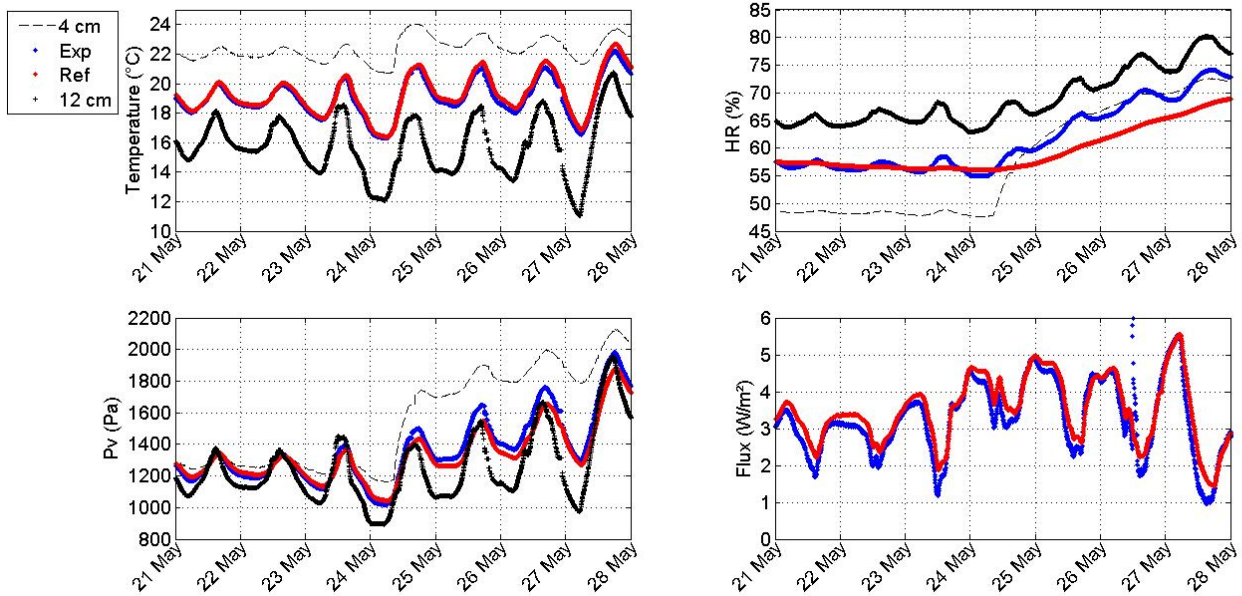 4 cm
Exp
Ref
12 cm
Temperature (°C)
24
22
20
18
16
14
12
10
21 May
22 May
23 May
24 May
25 May
26 May
27 May
28 May
HR (%)
85
80
75
70
65
60
55
50
45
21 May
22 May
23 May
24 May
25 May
26 May
27 May
28 May
Pv (Pa)
2200
2000
1800
1600
1400
1200
1000
800
21 May
22 May
23 May
24 May
25 May
26 May
27 May
28 May
Flux (W/m²)
6
5
4
3
2
1
0
21 May
22 May
23 May
24 May
25 May
26 May
27 May
28 May